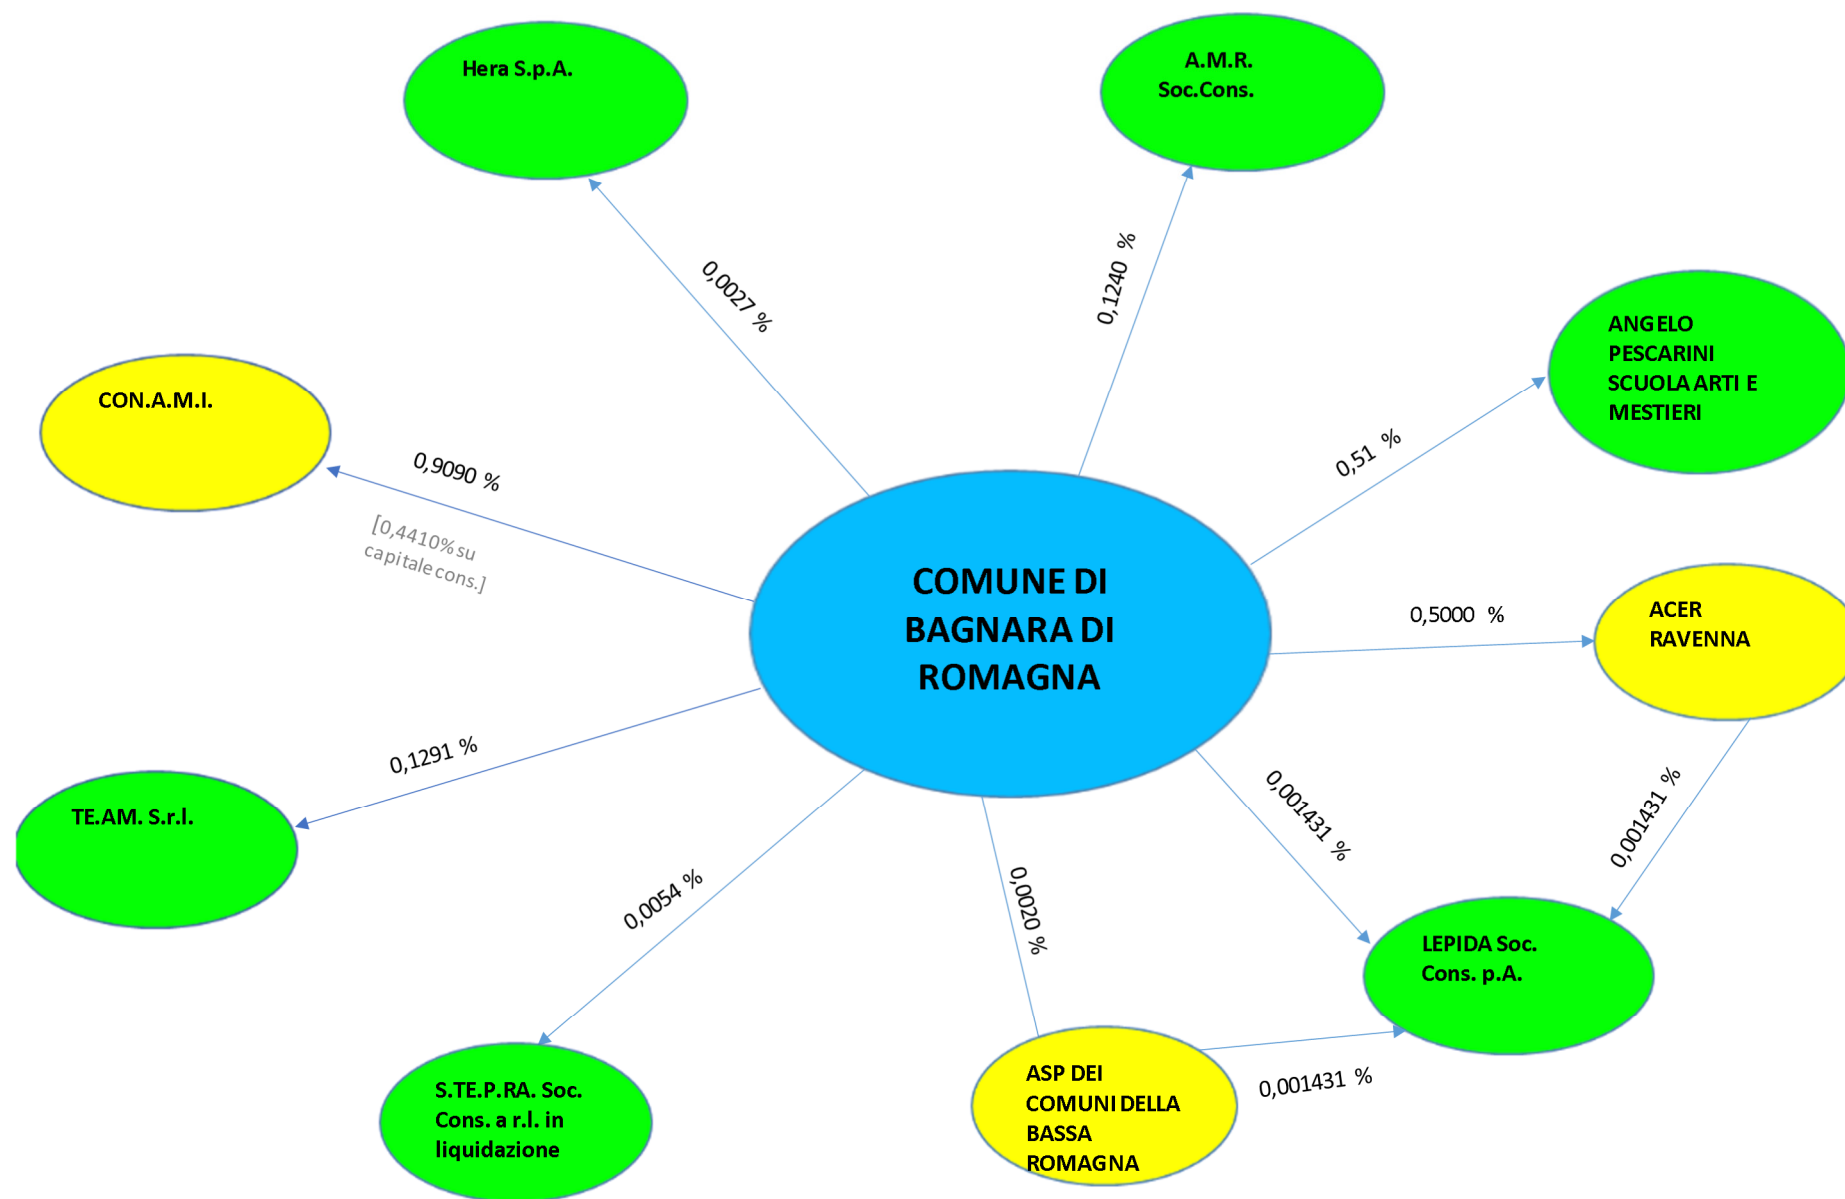 Hera S.p.A.
A.M.R.
Soc.Cons.
0,0027 %
0,1240 %
ANGELO
PESCARINI
SCUOLA ARTI E
MESTIERI
CON.A.M.I.
0,9090 %
[0,4410% su
capitale cons.]
0,51 %
COMUNE DI
BAGNARA DI
ROMAGNA
0,5000 %
ACER
RAVENNA
TE.AM. S.r.l.
0,1291 %
0,001431 %
0,001431 %
0,0054 %
0,0020 %
LEPIDA Soc.
Cons. p.A.
S.TE.P.RA. Soc.
Cons. a r.l. in
liquidazione
ASP DEI
COMUNI DELLA
BASSA
ROMAGNA
0,001431 %